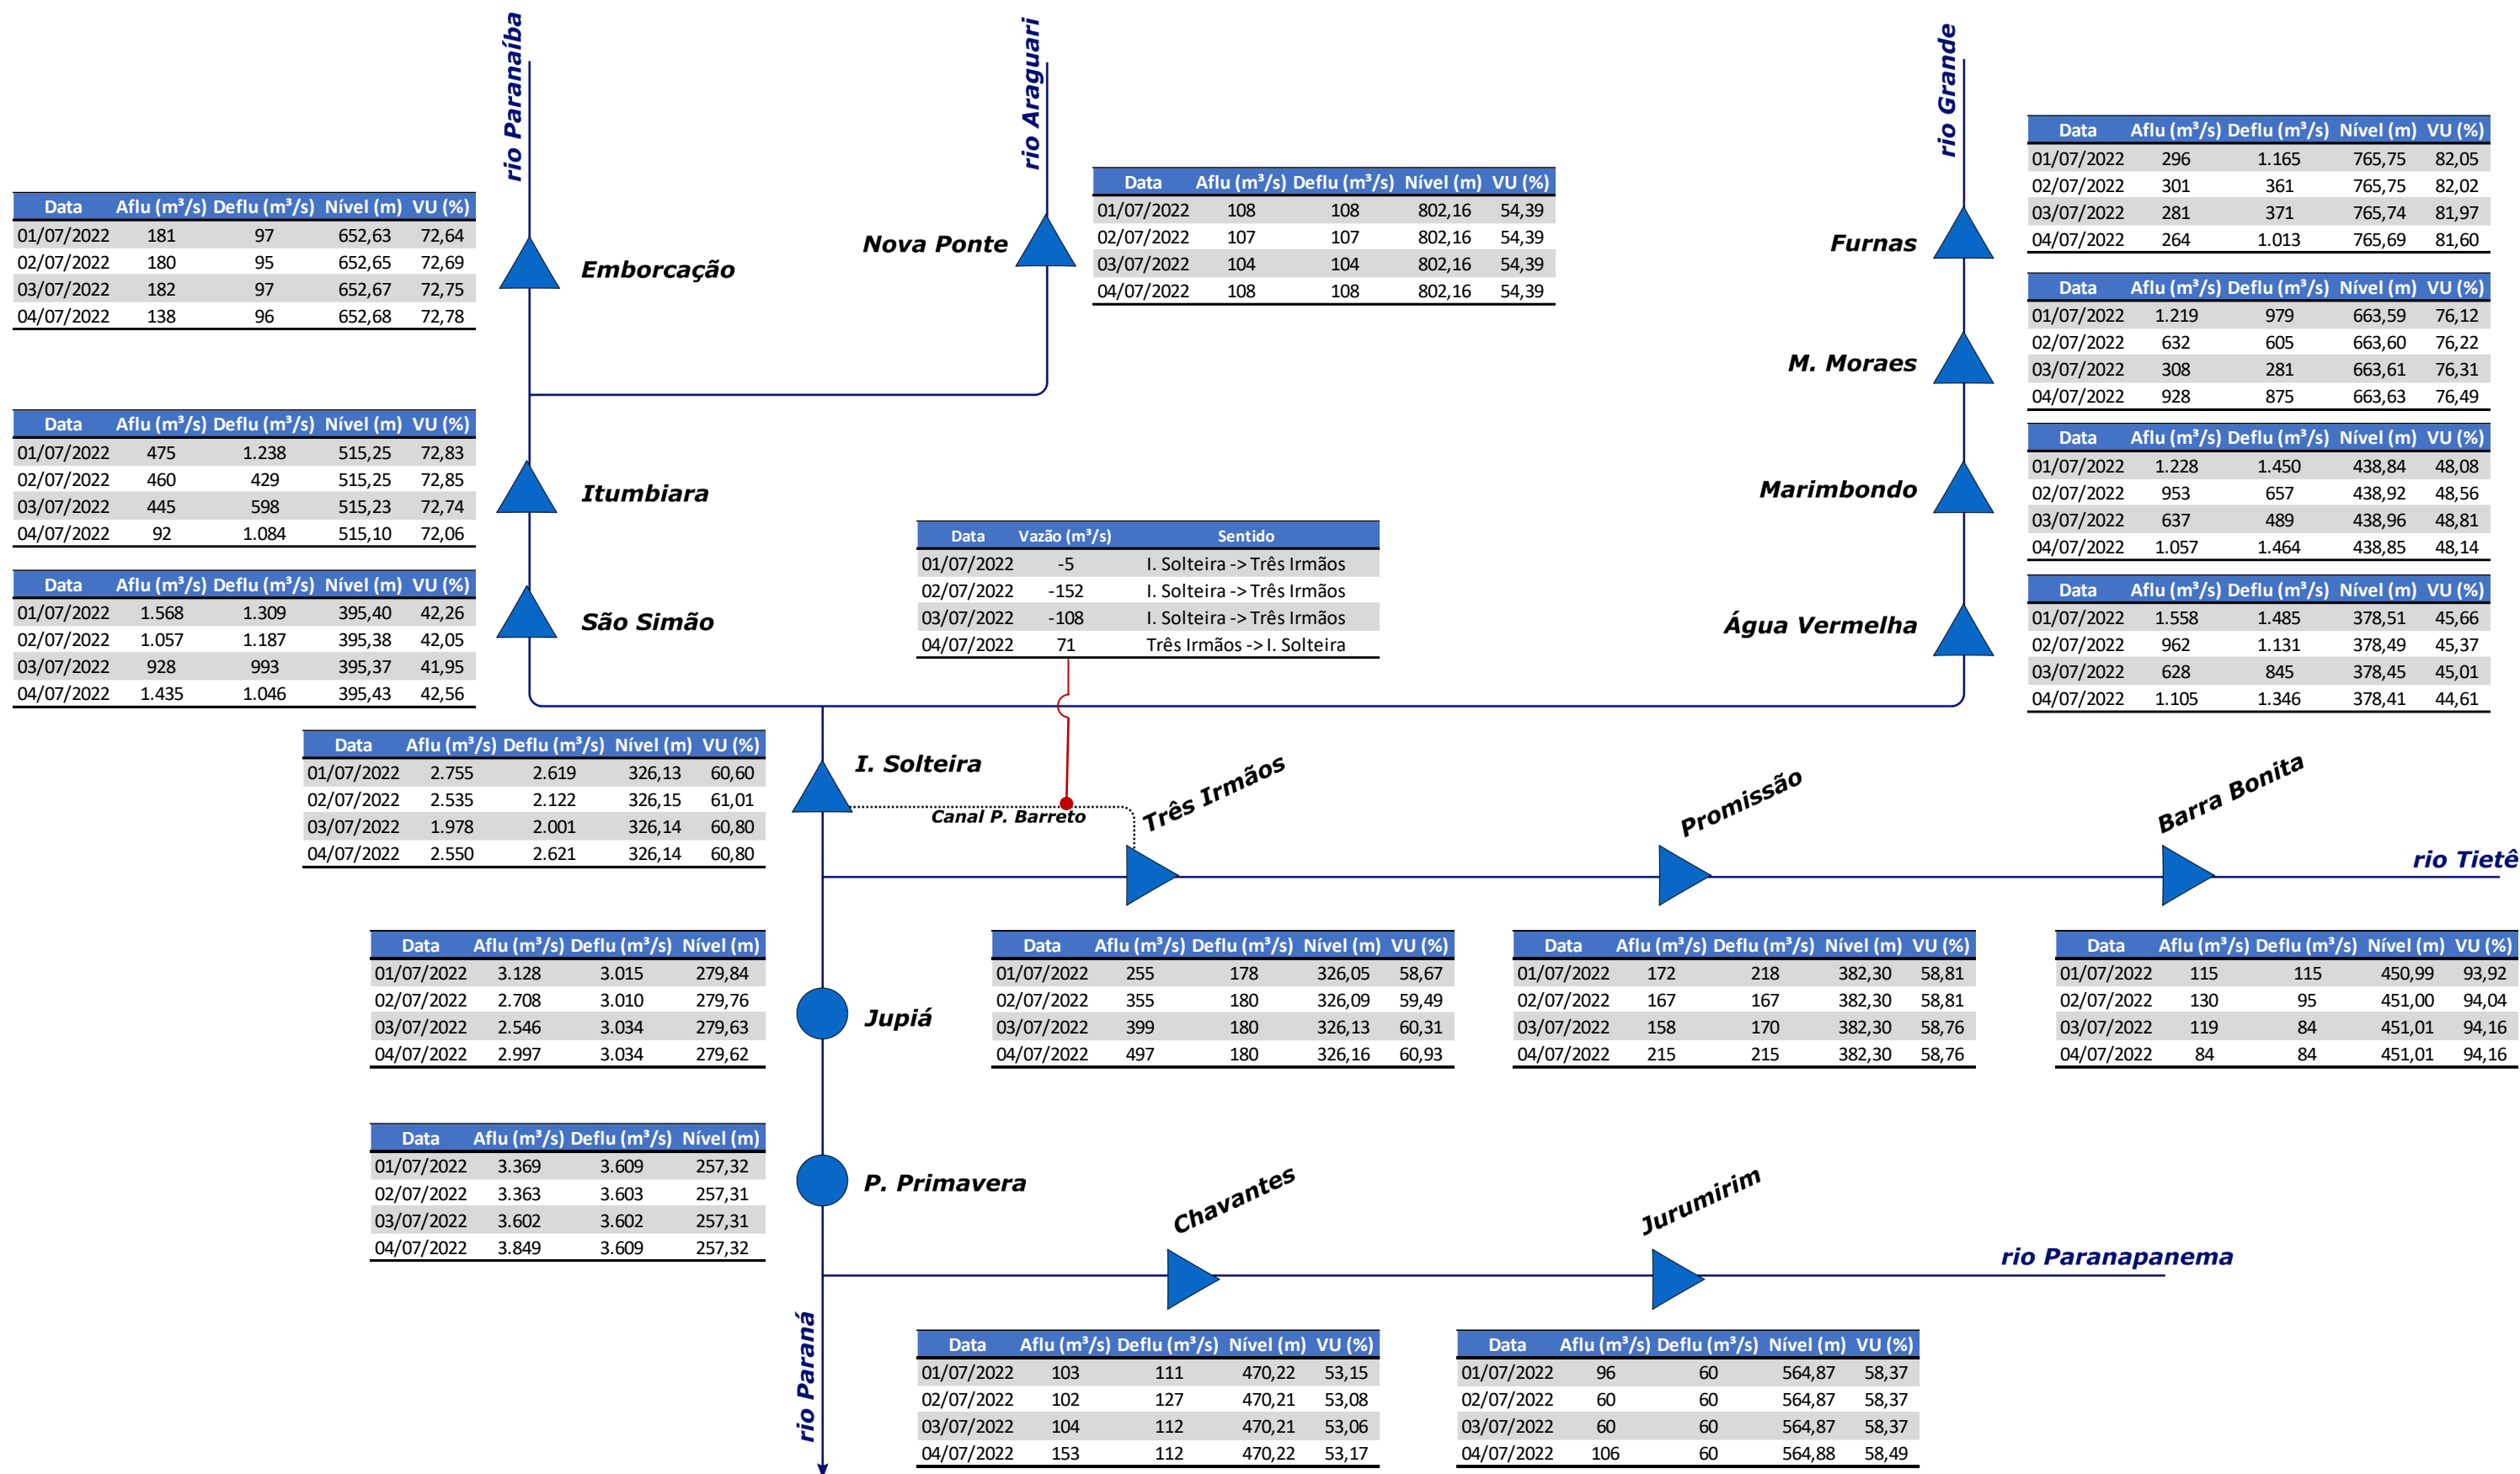 rio Paranaíba
rio Araguari
rio Grande
Data Aflu (m³/s) Deflu (m³/s) Nível (m) VU (%)
01/07/2022 296 1.165 765,75 82,05
02/07/2022 301 361 765,75 82,02
03/07/2022 281 371 765,74 81,97
04/07/2022 264 1.013 765,69 81,60
Furnas
Data Aflu (m³/s) Deflu (m³/s) Nível (m) VU (%)
01/07/2022 108 108 802,16 54,39
02/07/2022 107 107 802,16 54,39
03/07/2022 104 104 802,16 54,39
04/07/2022 108 108 802,16 54,39
Nova Ponte
Data Aflu (m³/s) Deflu (m³/s) Nível (m) VU (%)
01/07/2022 181 97 652,63 72,64
02/07/2022 180 95 652,65 72,69
03/07/2022 182 97 652,67 72,75
04/07/2022 138 96 652,68 72,78
Emborcação
Data Aflu (m³/s) Deflu (m³/s) Nível (m) VU (%)
01/07/2022 1.219 979 663,59 76,12
02/07/2022 632 605 663,60 76,22
03/07/2022 308 281 663,61 76,31
04/07/2022 928 875 663,63 76,49
M. Moraes
Data Aflu (m³/s) Deflu (m³/s) Nível (m) VU (%)
01/07/2022 475 1.238 515,25 72,83
02/07/2022 460 429 515,25 72,85
03/07/2022 445 598 515,23 72,74
04/07/2022 92 1.084 515,10 72,06
Itumbiara
Data Aflu (m³/s) Deflu (m³/s) Nível (m) VU (%)
01/07/2022 1.228 1.450 438,84 48,08
02/07/2022 953 657 438,92 48,56
03/07/2022 637 489 438,96 48,81
04/07/2022 1.057 1.464 438,85 48,14
Marimbondo
Data Vazão (m³/s) Sentido
01/07/2022 -5 I. Solteira -> Três Irmãos
02/07/2022 -152 I. Solteira -> Três Irmãos
03/07/2022 -108 I. Solteira -> Três Irmãos
04/07/2022 71 Três Irmãos -> I. Solteira
Data Aflu (m³/s) Deflu (m³/s) Nível (m) VU (%)
01/07/2022 1.568 1.309 395,40 42,26
02/07/2022 1.057 1.187 395,38 42,05
03/07/2022 928 993 395,37 41,95
04/07/2022 1.435 1.046 395,43 42,56
São Simão
Data Aflu (m³/s) Deflu (m³/s) Nível (m) VU (%)
01/07/2022 1.558 1.485 378,51 45,66
02/07/2022 962 1.131 378,49 45,37
03/07/2022 628 845 378,45 45,01
04/07/2022 1.105 1.346 378,41 44,61
Água Vermelha
Data Aflu (m³/s) Deflu (m³/s) Nível (m) VU (%)
01/07/2022 2.755 2.619 326,13 60,60
02/07/2022 2.535 2.122 326,15 61,01
03/07/2022 1.978 2.001 326,14 60,80
04/07/2022 2.550 2.621 326,14 60,80
I. Solteira
Canal P. Barreto
Três Irmãos
Promissão
Barra Bonita
rio Tietê
Data Aflu (m³/s) Deflu (m³/s) Nível (m)
01/07/2022 3.128 3.015 279,84
02/07/2022 2.708 3.010 279,76
03/07/2022 2.546 3.034 279,63
04/07/2022 2.997 3.034 279,62
Jupiá
Data Aflu (m³/s) Deflu (m³/s) Nível (m) VU (%)
01/07/2022 255 178 326,05 58,67
02/07/2022 355 180 326,09 59,49
03/07/2022 399 180 326,13 60,31
04/07/2022 497 180 326,16 60,93
Data Aflu (m³/s) Deflu (m³/s) Nível (m) VU (%)
01/07/2022 172 218 382,30 58,81
02/07/2022 167 167 382,30 58,81
03/07/2022 158 170 382,30 58,76
04/07/2022 215 215 382,30 58,76
Data Aflu (m³/s) Deflu (m³/s) Nível (m) VU (%)
01/07/2022 115 115 450,99 93,92
02/07/2022 130 95 451,00 94,04
03/07/2022 119 84 451,01 94,16
04/07/2022 84 84 451,01 94,16
Data Aflu (m³/s) Deflu (m³/s) Nível (m)
01/07/2022 3.369 3.609 257,32
02/07/2022 3.363 3.603 257,31
03/07/2022 3.602 3.602 257,31
04/07/2022 3.849 3.609 257,32
P. Primavera
Chavantes
Jurumirim
rio Paranapanema
rio Paraná
Data Aflu (m³/s) Deflu (m³/s) Nível (m) VU (%)
01/07/2022 103 111 470,22 53,15
02/07/2022 102 127 470,21 53,08
03/07/2022 104 112 470,21 53,06
04/07/2022 153 112 470,22 53,17
Data Aflu (m³/s) Deflu (m³/s) Nível (m) VU (%)
01/07/2022 96 60 564,87 58,37
02/07/2022 60 60 564,87 58,37
03/07/2022 60 60 564,87 58,37
04/07/2022 106 60 564,88 58,49